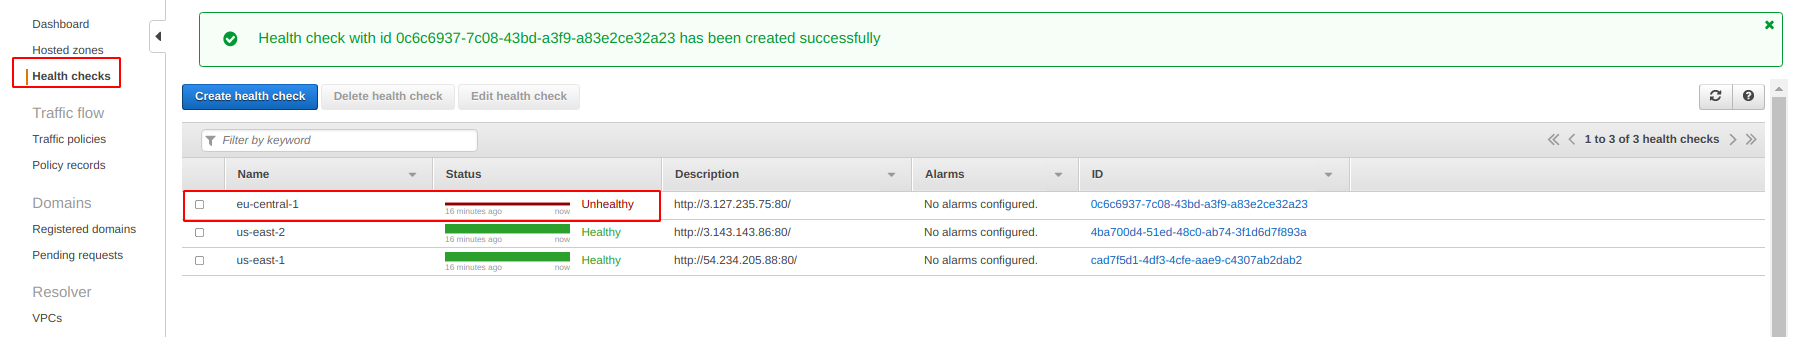 Dashboard
Hosted zones
Health checks
Traffic flow
Traffic policies
Policy records
Domains
Registered domains
Pending requests
Resolver
VPCs
Health check with id 0c6c6937-7c08-43bd-a3f9-a83e2ce32a23 has been created successfully
Create health check Delete health check Edit health check
Filter by keyword 1 to 3 of 3 health checks
Name Status Description Alarms ID
eu-central-1 16 minutes ago now Unhealthy http://3.127.235.75:80/ No alarms configured. 0c6c6937-7c08-43bd-a3f9-a83e2ce32a23
us-east-2 16 minutes ago now Healthy http://3.143.143.86:80/ No alarms configured. 4ba700d4-51ed-48c0-ab74-3f1d6d7f893a
us-east-1 16 minutes ago now Healthy http://54.234.205.88:80/ No alarms configured. cad7f5d1-4df3-4cfe-aae9-c4307ab2dab2